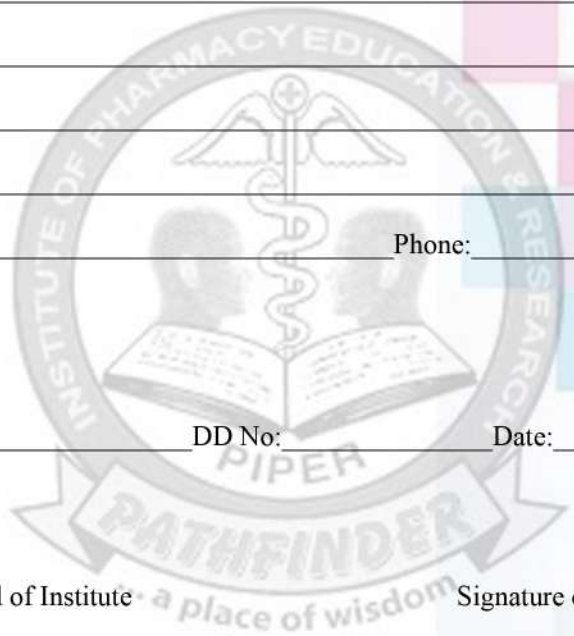 INSTITUTE OF PHARMACY EDUCATION & RESEARCH
Phone:
DD No: Date:
PIPER
PATHFINDER
of Institute Signature
... a place of wisdom